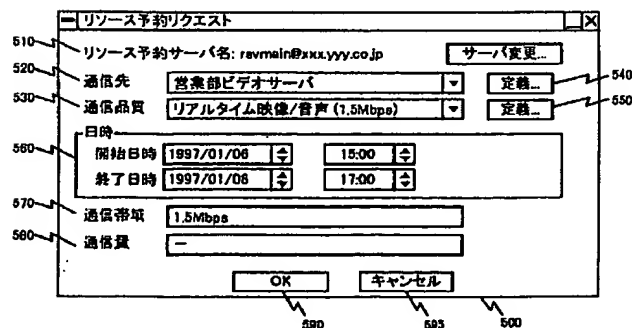 リソース予約リクエスト
510 リソース予約サーバ名: rsvmain@xxx.yyy.co.jp サーバ変更...
520 通信先 営業部ビデオサーバ 定義... 540
530 通信品質 リアルタイム映像/音声 (1.5Mbps) 定義... 550
日時
560 開始日時 1997/01/06 15:00
終了日時 1997/01/06 17:00
570 通信帯域 1.5Mbps
580 通信量 ー
OK キャンセル
590 595 500